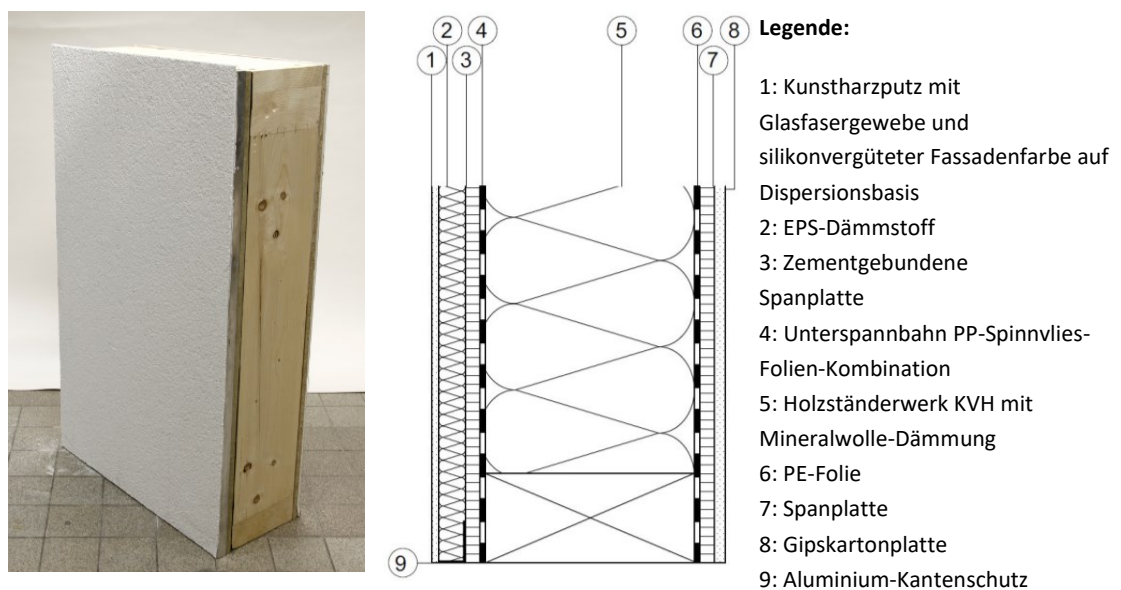 2 4 5 6 8
1 3 7
9
Legende:
1: Kunstharzputz mit
Glasfasergewebe und
silikonvergüteter Fassadenfarbe auf
Dispersionsbasis
2: EPS-Dämmstoff
3: Zementgebundene
Spanplatte
4: Unterspannbahn PP-Spinnvlies-
Folien-Kombination
5: Holzständerwerk KVH mit
Mineralwolle-Dämmung
6: PE-Folie
7: Spanplatte
8: Gipskartonplatte
9: Aluminium-Kantenschutz